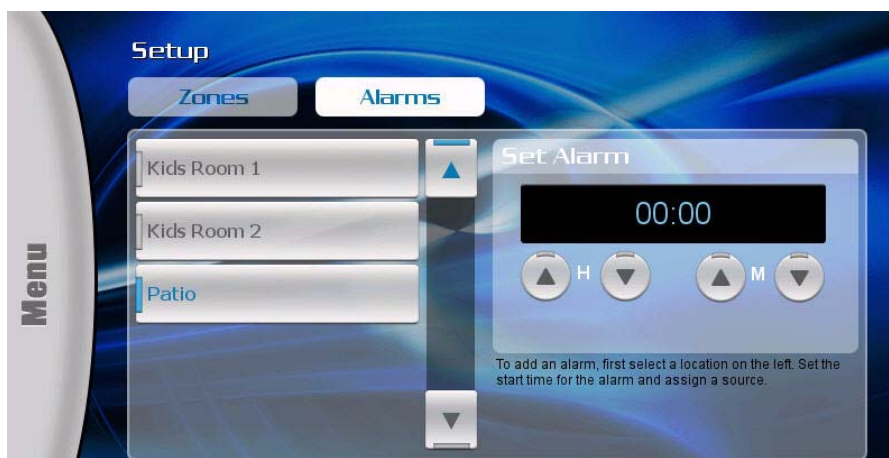 Setup
Zones
Alarms
Kids Room 1
Kids Room 2
Patio
Set Alarm
00:00
H
M
To add an alarm, first select a location on the left. Set the
start time for the alarm and assign a source.
Menu